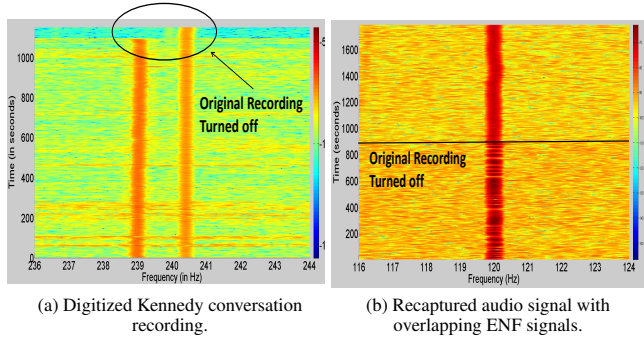 1000
800
600
400
200
0
Time (in seconds)
236 237 238 239 240 241 242 243 244
Frequency (in Hz)
Original Recording
Turned off
-5
-1
-1
(a) Digitized Kennedy conversation
recording.
1600
1400
1200
1000
800
600
400
200
Time (seconds)
116 117 118 119 120 121 122 123 124
Frequency (Hz)
Original Recording
Turned off
(b) Recaptured audio signal with
overlapping ENF signals.